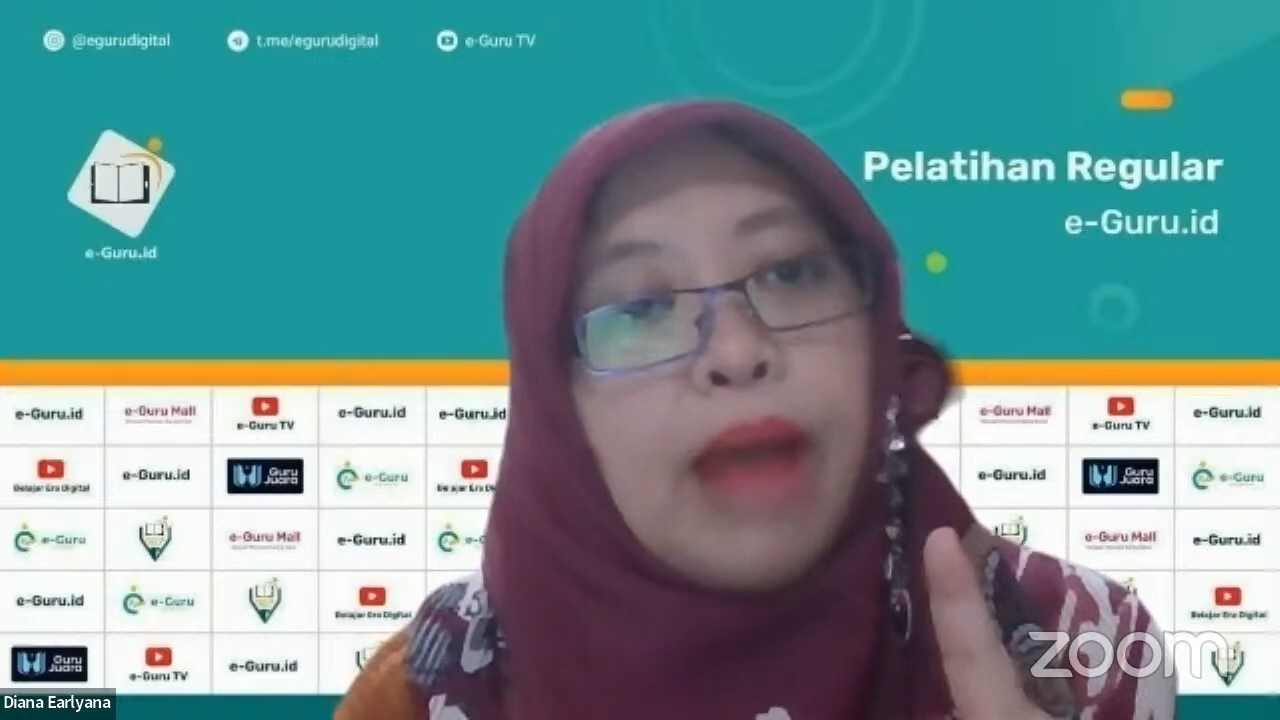 @egurudigital
t.me/egurudigital
e-Guru TV
e-Guru.id
Pelatihan Regular
e-Guru.id
e-Guru.id
e-Guru Mall
e-Guru TV
e-Guru.id
e-Guru.id
e-Guru Mall
e-Guru TV
e-Guru.id
Belajar Era Digital
e-Guru.id
Guru Juara
e-Guru
Belajar Era Di
e-Guru.id
Guru Juara
e-Guru
e-Guru
e-Guru Mall
e-Guru.id
e-G
e-Guru Mall
e-Guru.id
e-Guru.id
e-Guru
Belajar Era Digital
Belajar Era Digital
Guru Juara
e-Guru TV
e-Guru.id
zoom
Diana Earlyana